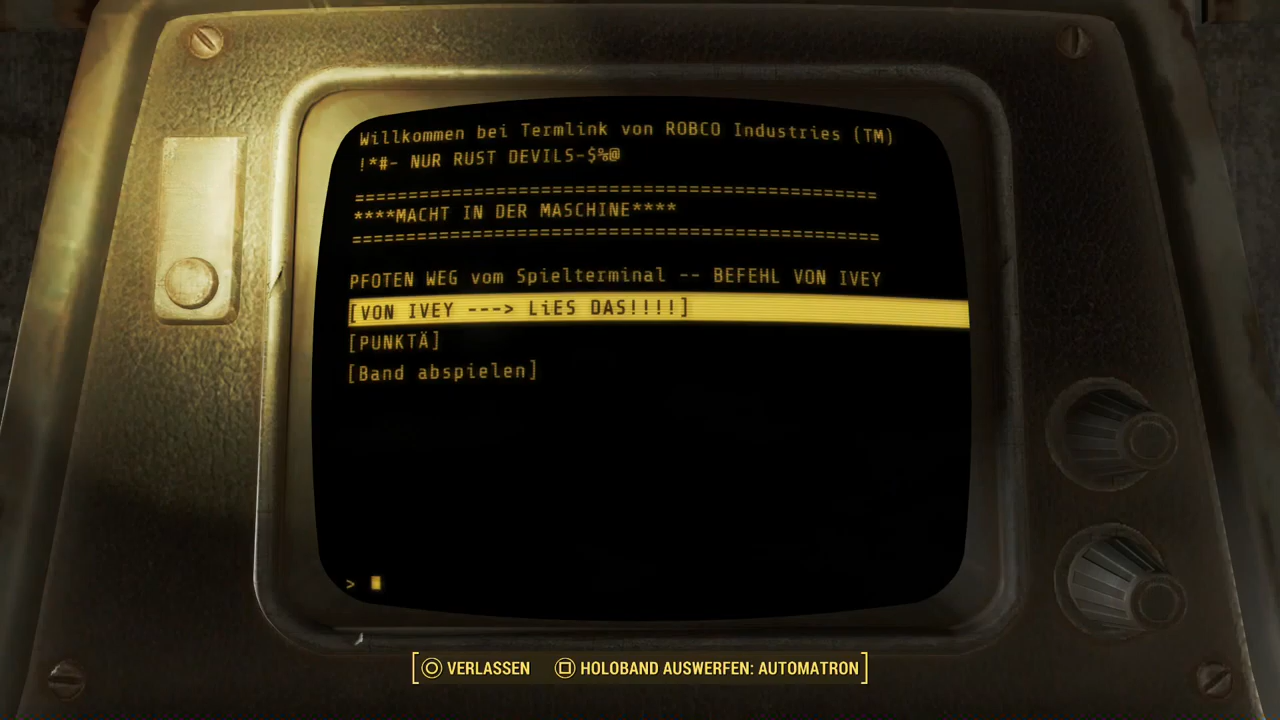 Willkommen bei Termlink von ROBCO Industries (TM)
!*#- NUR RUST DEVILS-$%@
=================================================
****MACHT IN DER MASCHINE****
=================================================
PFOTEN WEG vom Spielterminal -- BEFEHL VON IVEY
[VON IVEY ---> LiES DAS!!!!]
[PUNKTÄ]
[Band abspielen]
>
VERLASSEN HOLOBAND AUSWERFEN: AUTOMATRON